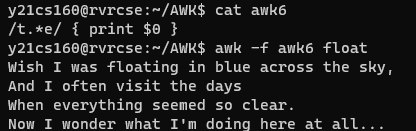 y21cs160@rvrcse:~/AWK$ cat awk6
/t.*e/ { print $0 }
y21cs160@rvrcse:~/AWK$ awk -f awk6 float
Wish I was floating in blue across the sky,
And I often visit the days
When everything seemed so clear.
Now I wonder what I'm doing here at all...